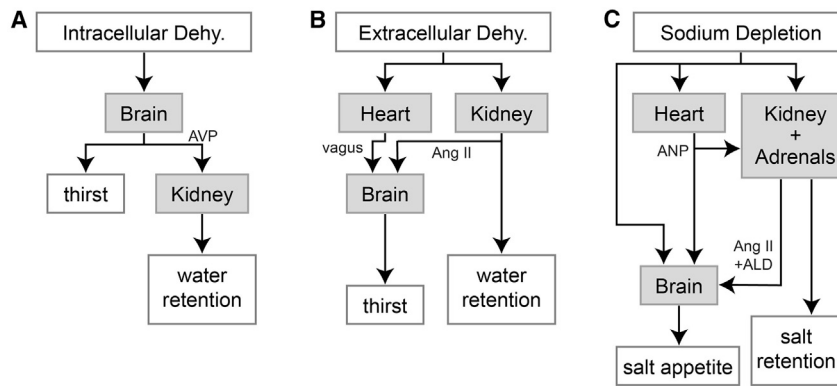 A
Intracellular Dehy.
Brain
AVP
thirst
Kidney
water
retention
B
Extracellular Dehy.
Heart
Kidney
vagus
Ang II
Brain
thirst
water
retention
C
Sodium Depletion
Heart
Kidney
+
Adrenals
ANP
Ang II
+ALD
Brain
salt appetite
salt
retention